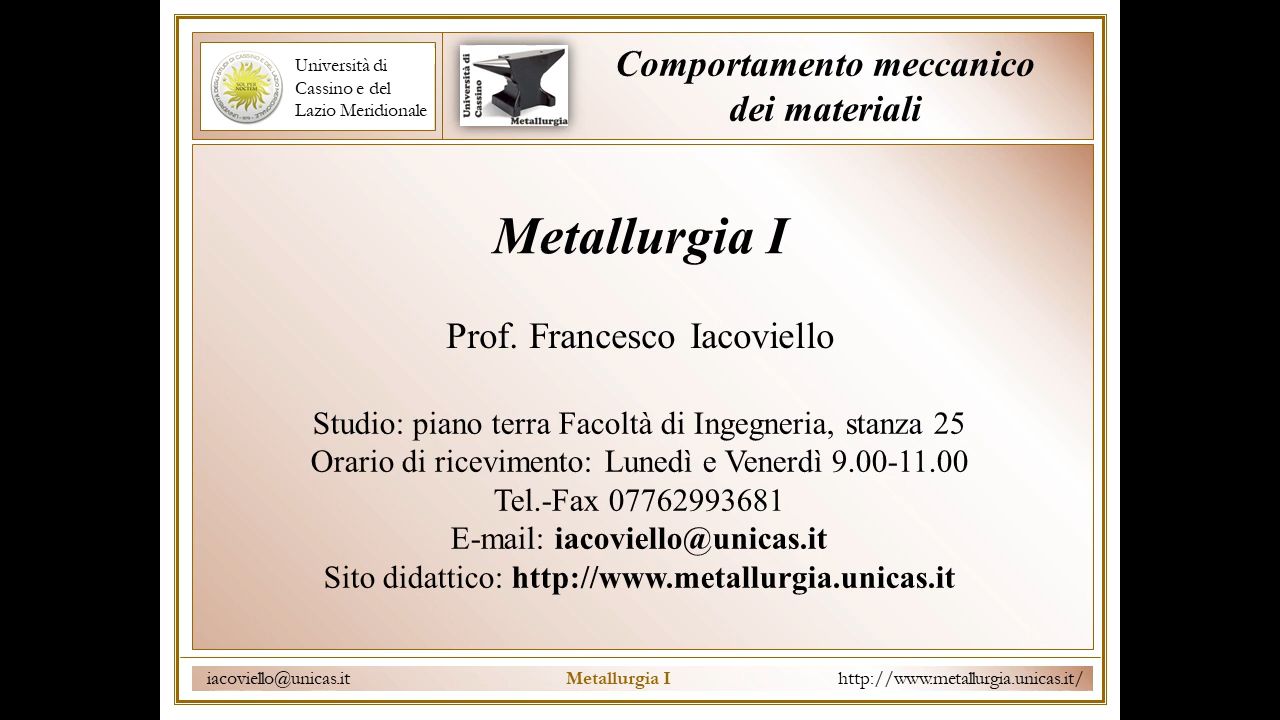 Università di
Cassino e del
Lazio Meridionale
Università di
Cassino
Metallurgia
Comportamento meccanico
dei materiali
Metallurgia I
Prof. Francesco Iacoviello
Studio: piano terra Facoltà di Ingegneria, stanza 25
Orario di ricevimento: Lunedì e Venerdì 9.00-11.00
Tel.-Fax 07762993681
E-mail: iacoviello@unicas.it
Sito didattico: http://www.metallurgia.unicas.it
iacoviello@unicas.it
Metallurgia I
http://www.metallurgia.unicas.it/